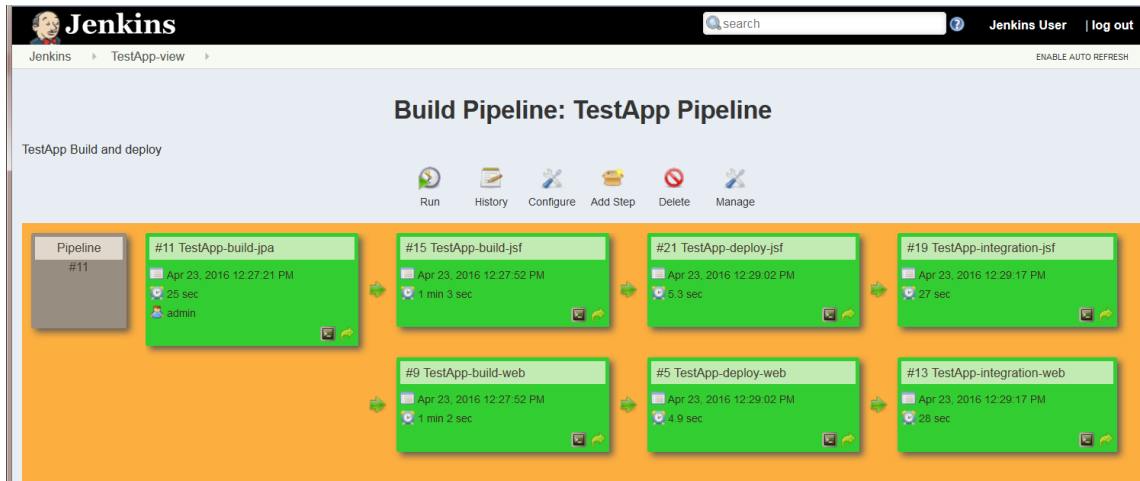 Jenkins
search
?
Jenkins User | log out
Jenkins TestApp-view
ENABLE AUTO REFRESH
Build Pipeline: TestApp Pipeline
TestApp Build and deploy
Run History Configure Add Step Delete Manage
Pipeline
#11
#11 TestApp-build-jpa
Apr 23, 2016 12:27:21 PM
25 sec
admin
#15 TestApp-build-jsf
Apr 23, 2016 12:27:52 PM
1 min 3 sec
#21 TestApp-deploy-jsf
Apr 23, 2016 12:29:02 PM
5.3 sec
#19 TestApp-integration-jsf
Apr 23, 2016 12:29:17 PM
27 sec
#9 TestApp-build-web
Apr 23, 2016 12:27:52 PM
1 min 2 sec
#5 TestApp-deploy-web
Apr 23, 2016 12:29:02 PM
4.9 sec
#13 TestApp-integration-web
Apr 23, 2016 12:29:17 PM
28 sec